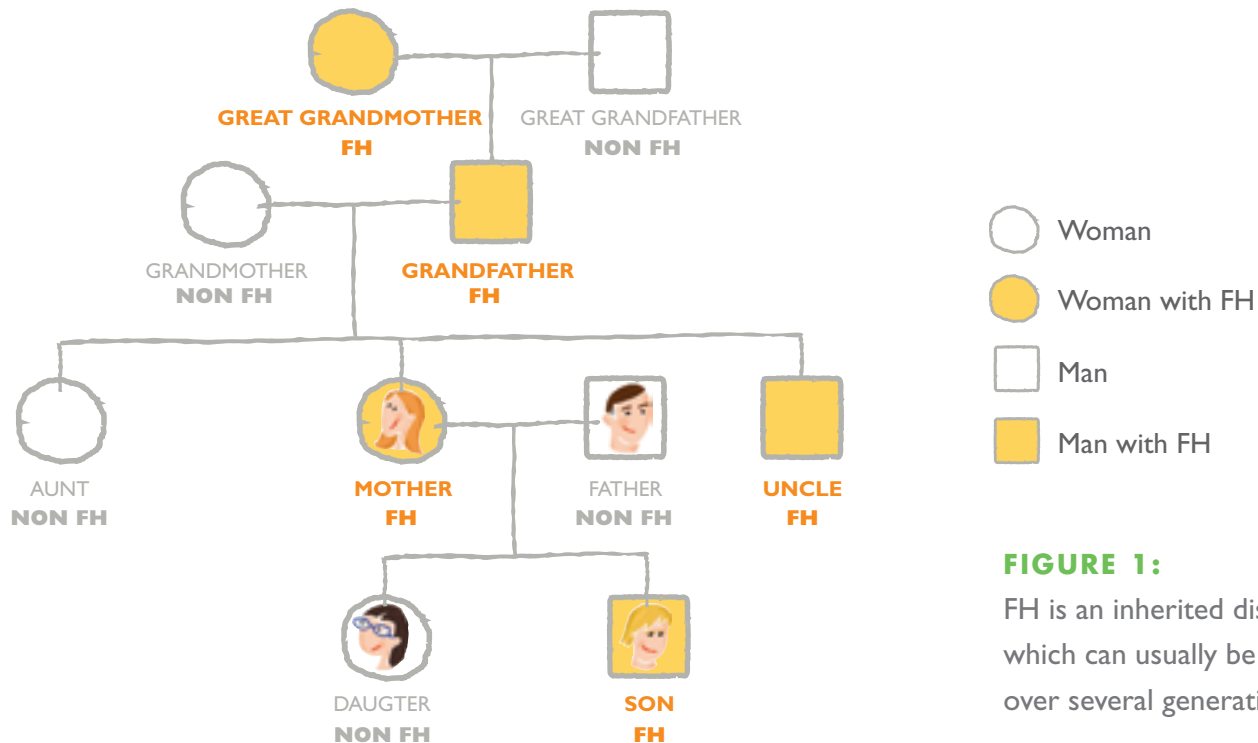 GREAT GRANDMOTHER
FH
GREAT GRANDFATHER
NON FH
GRANDMOTHER
NON FH
GRANDFATHER
FH
AUNT
NON FH
MOTHER
FH
FATHER
NON FH
UNCLE
FH
DAUGTER
NON FH
SON
FH
Woman
Woman with FH
Man
Man with FH
FIGURE 1:
FH is an inherited
which can usually be
over several